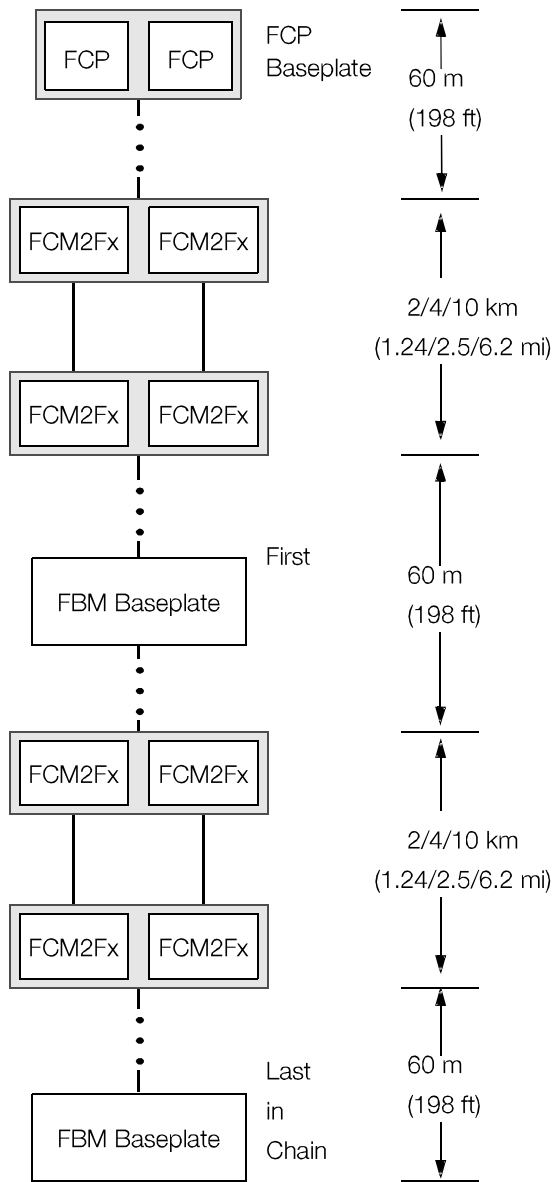 FCP
FCP
FCP
Baseplate
60 m
(198 ft)
FCM2Fx
FCM2Fx
2/4/10 km
(1.24/2.5/6.2 mi)
FCM2Fx
FCM2Fx
First
FBM Baseplate
60 m
(198 ft)
FCM2Fx
FCM2Fx
2/4/10 km
(1.24/2.5/6.2 mi)
FCM2Fx
FCM2Fx
60 m
(198 ft)
Last
in
Chain
FBM Baseplate